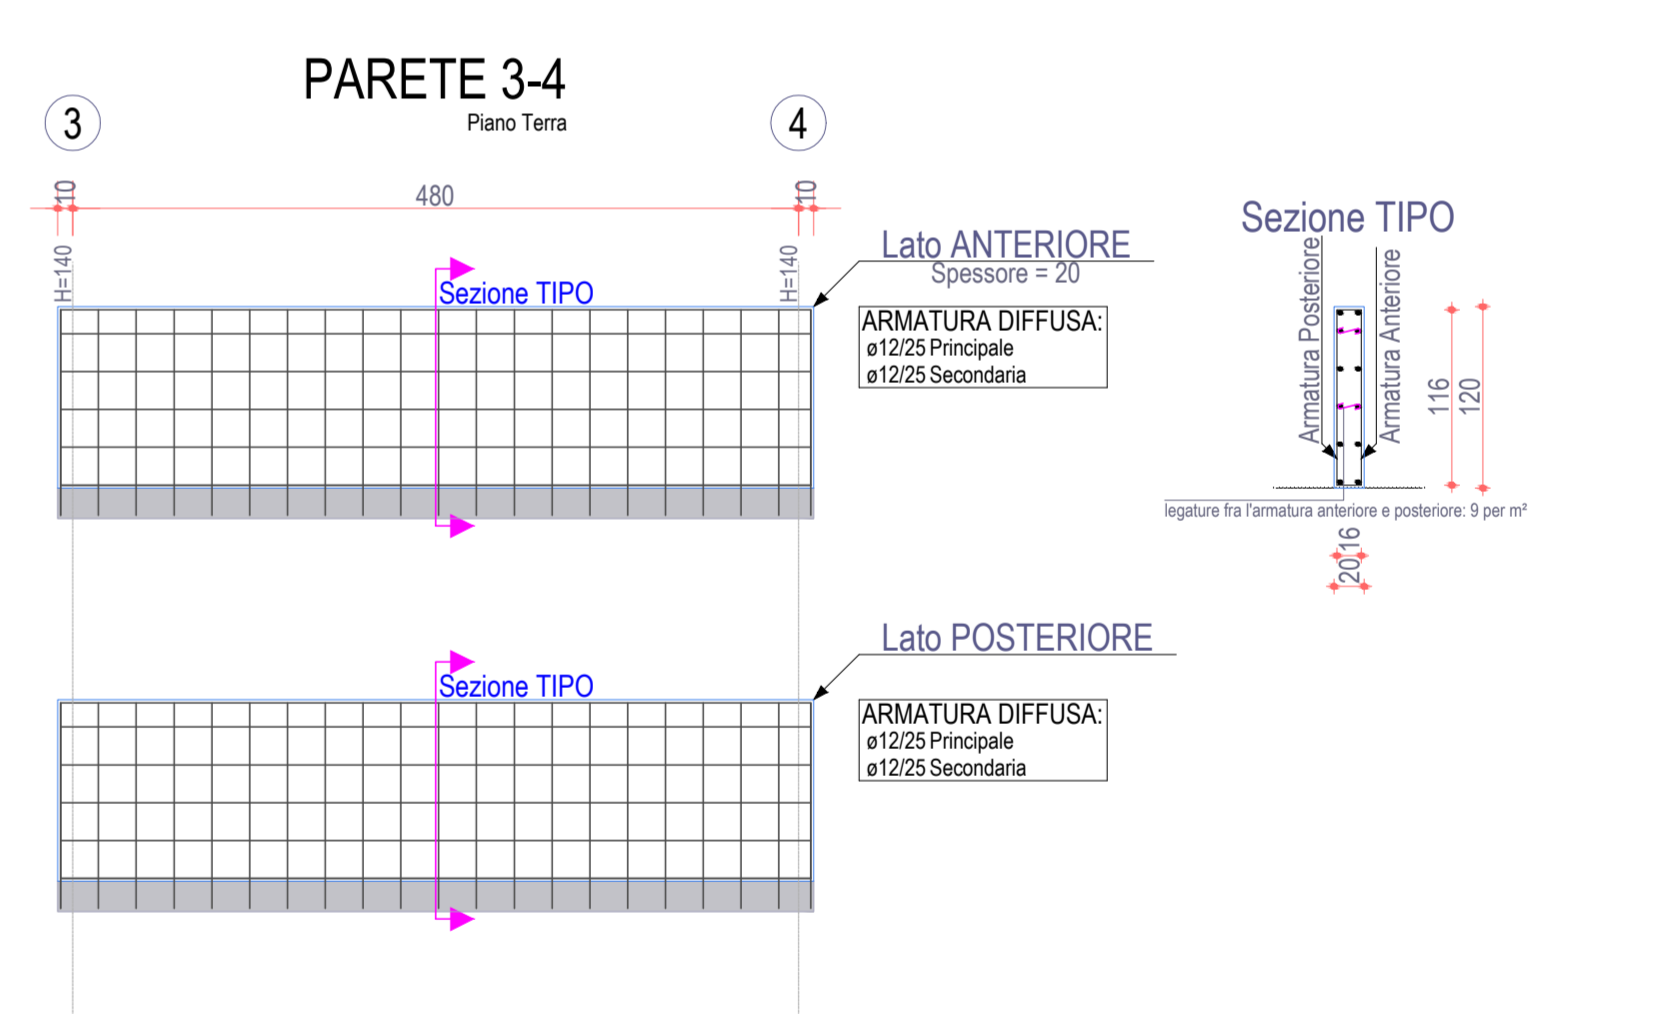 PARETE 3-4
Piano Terra
3
4
10
480
10
H=140
H=140
Sezione TIPO
Lato ANTERIORE
Spessore = 20
ARMATURA DIFFUSA:
ø12/25 Principale
ø12/25 Secondaria
Sezione TIPO
Armatura Posteriore
Armatura Anteriore
116
120
legature fra l'armatura anteriore e posteriore: 9 per m²
16
20
Sezione TIPO
Lato POSTERIORE
ARMATURA DIFFUSA:
ø12/25 Principale
ø12/25 Secondaria